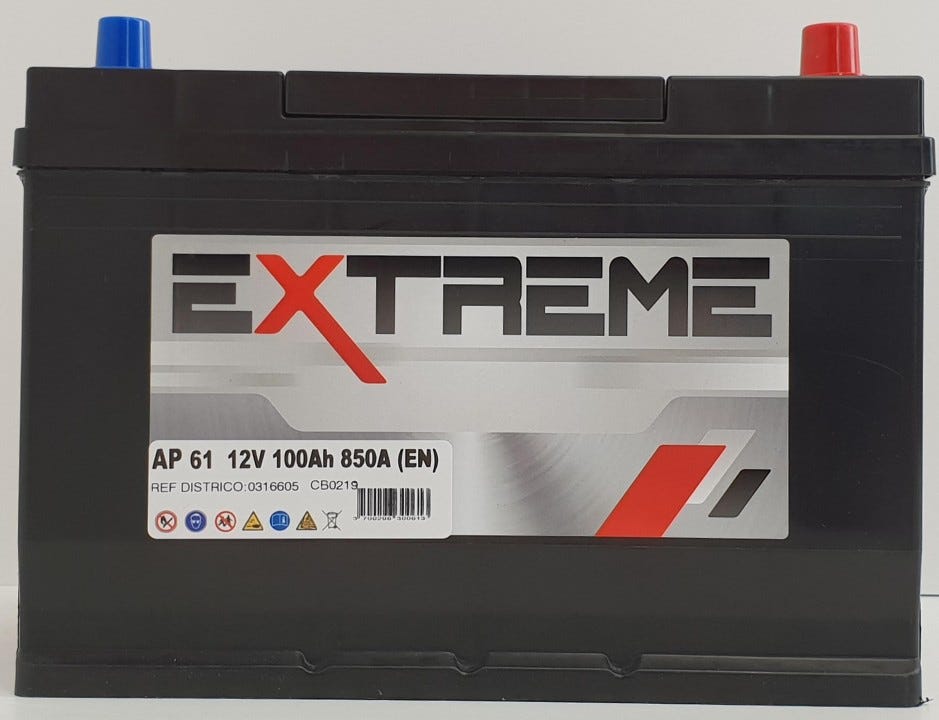 EXTREME
AP 61 12V 100Ah 850A (EN)
REF DISTRICO:0316605 CB0219